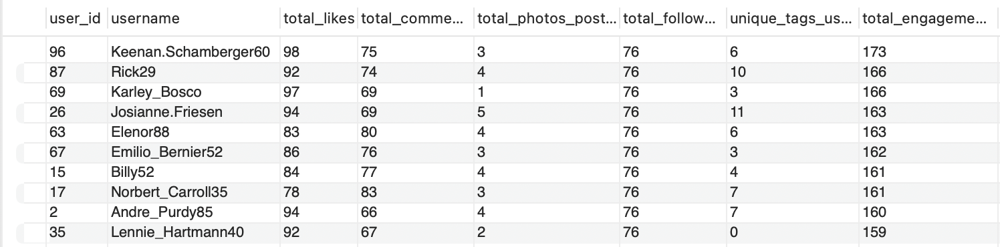 user_id username total_likes total_comme... total_photos_post... total_follow... unique_tags_us... total_engageme...
96 Keenan.Schamberger60 98 75 3 76 6 173
87 Rick29 92 74 4 76 10 166
69 Karley_Bosco 97 69 1 76 3 166
26 Josianne.Friesen 94 69 5 76 11 163
63 Elenor88 83 80 4 76 6 163
67 Emilio_Bernier52 86 76 3 76 3 162
15 Billy52 84 77 4 76 4 161
17 Norbert_Carroll35 78 83 3 76 7 161
2 Andre_Purdy85 94 66 4 76 7 160
35 Lennie_Hartmann40 92 67 2 76 0 159